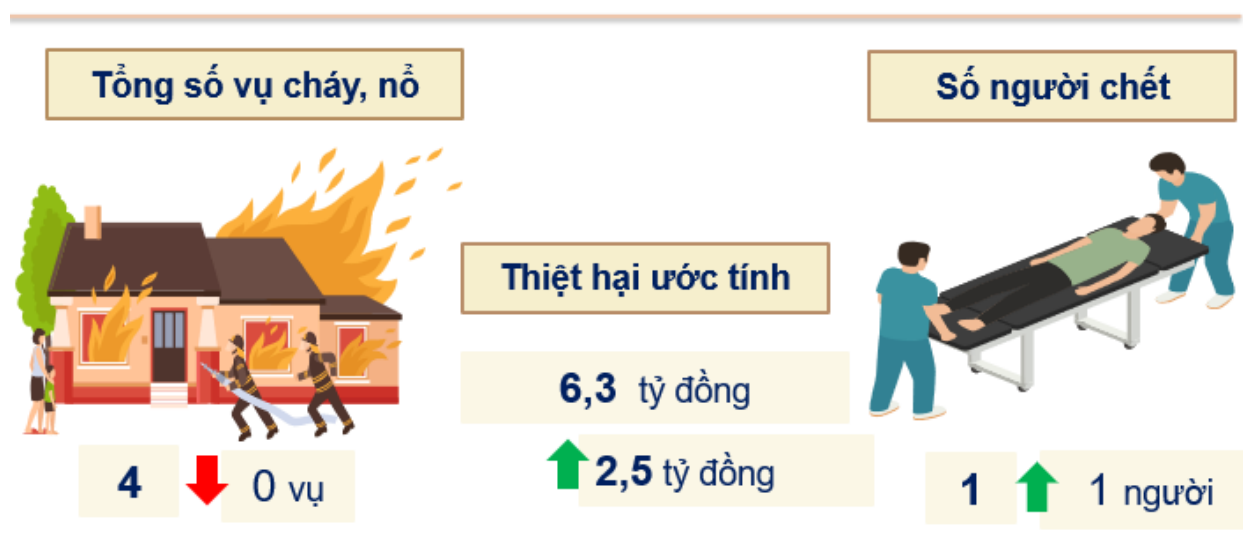 Tổng số vụ cháy, nổ
4 0 vụ
Thiệt hại ước tính
6,3 tỷ đồng
2,5 tỷ đồng
Số người chết
1 1 người